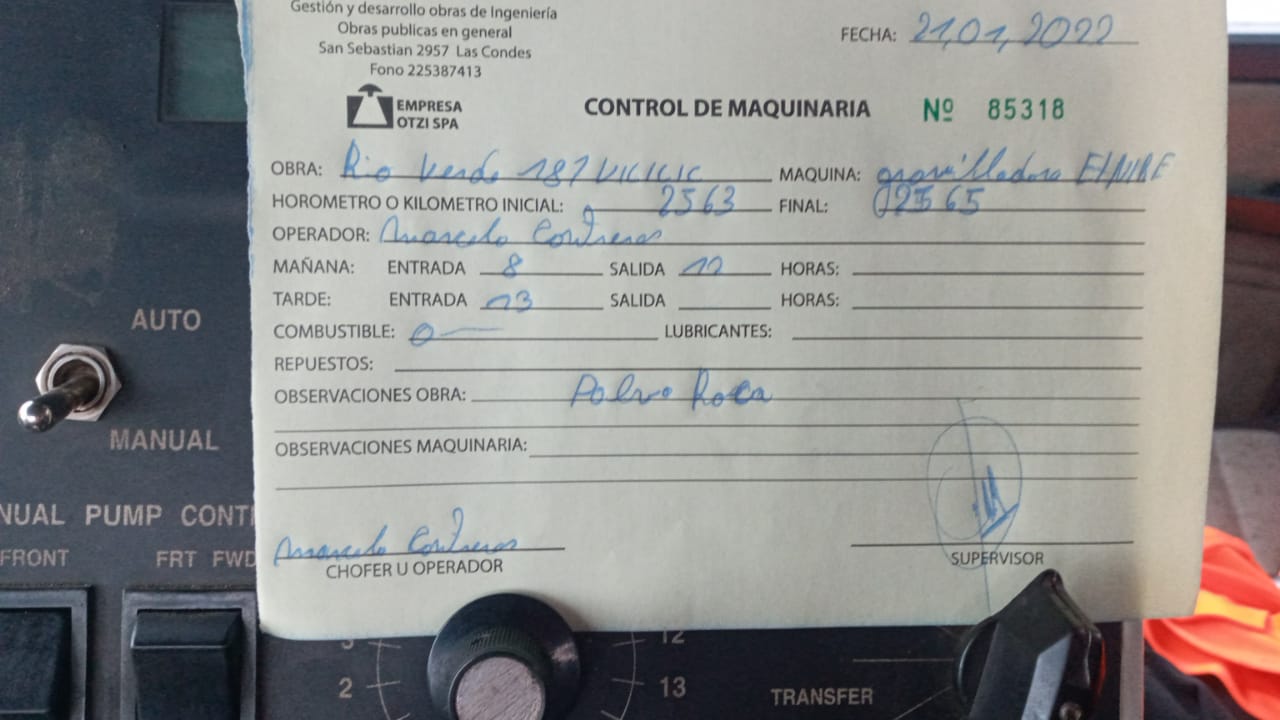 Gestión y desarrollo obras de Ingeniería
Obras publicas en general
San Sebastian 2957 Las Condes
Fono 225387413
FECHA: 21,01,2022
EMPRESA
OTZI SPA
CONTROL DE MAQUINARIA Nº 85318
OBRA: Rio Verde 187 MAQUINA: gravilladora
HOROMETRO O KILOMETRO INICIAL: 2563 FINAL: 02565
OPERADOR: Marcelo Contreras
MAÑANA: ENTRADA 8 SALIDA 12 HORAS:
TARDE: ENTRADA 13 SALIDA HORAS:
COMBUSTIBLE: 0 LUBRICANTES:
REPUESTOS:
OBSERVACIONES OBRA: Polvo Roca
OBSERVACIONES MAQUINARIA:
Marcelo Contreras
CHOFER U OPERADOR
SUPERVISOR
AUTO
MANUAL
NUAL PUMP CONT
FRONT FRT FWD
2
12
13
TRANSFER